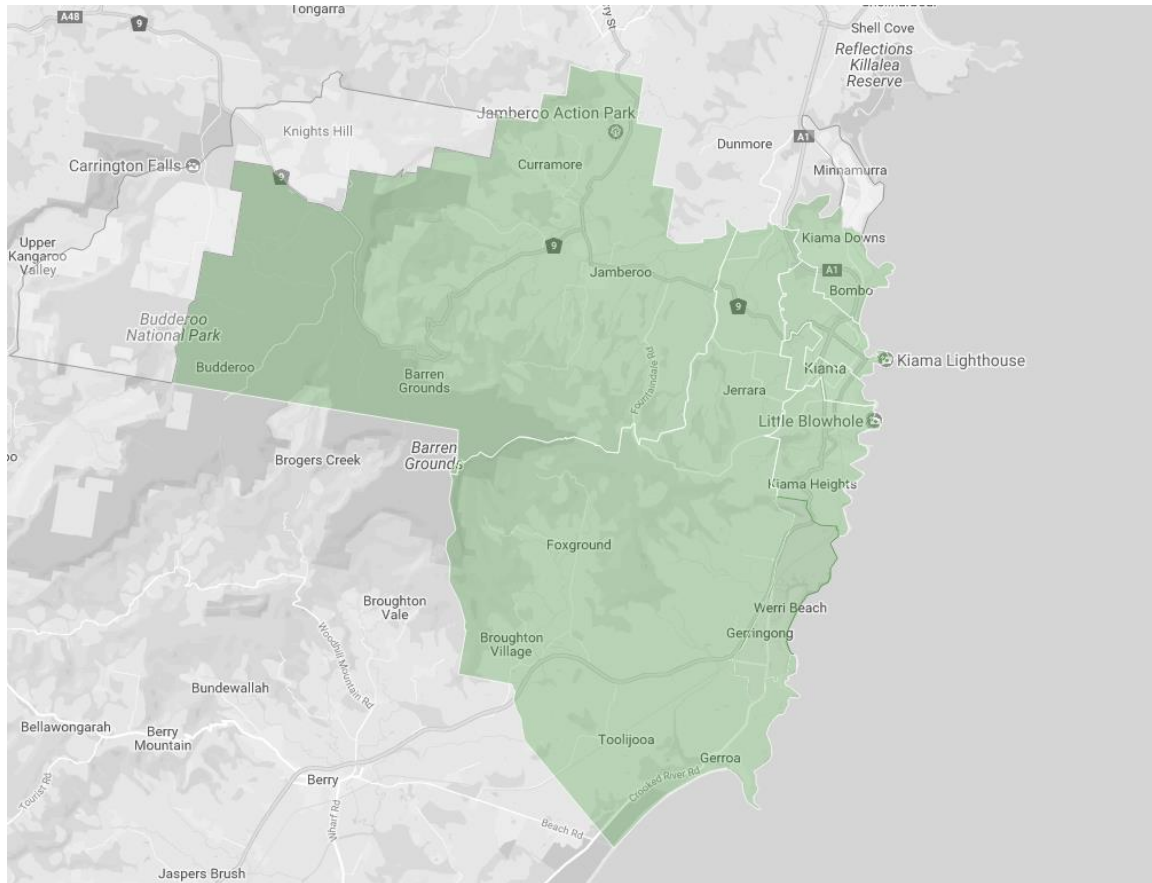 Tongarra
A48
9
Shell Cove
Reflections
Killalea
Reserve
Jamberoo Action Park
Knights Hill
Dunmore
A1
Carrington Falls
9
Curramore
Minnamurra
Upper
Kangaroo
Valley
9
Kiama Downs
Jamberoo
A1
Bombo
9
Budderoo
National Park
Budderoo
Barren
Grounds
Fountaindale Rd
Kiama
Kiama Lighthouse
Jerrara
Little Blowhole
Barren
Grounds
Brogers Creek
Kiama Heights
Foxground
Broughton
Vale
Werri Beach
Gerringong
Broughton
Village
Woodhill Mountain Rd
Bundewallah
Bellawongarah
Berry
Mountain
Toolijooa
Gerroa
Crooked River Rd
Berry
Tourist Rd
Wharf Rd
Beach Rd
Jaspers Brush